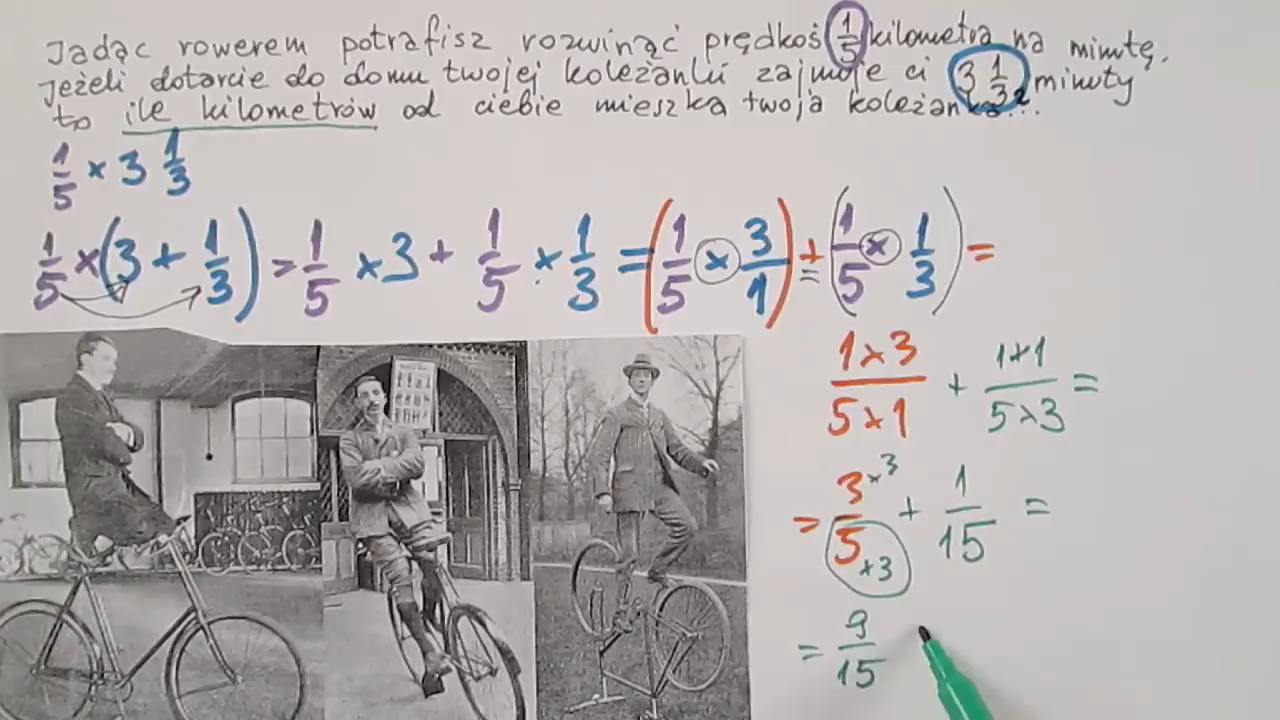 Jadąc rowerem potrafisz rozwinąć prędkoś 1/5 kilometra na minutę.
Jeżeli dotarcie do domu twojej koleżanki zajmuje ci 3 1/3 minuty
to ile kilometrów od ciebie mieszka twoja koleżanka...
1/5 × 3 1/3
1/5 × (3 + 1/3) = 1/5 × 3 + 1/5 × 1/3 = (1/5 × 3/1) + (1/5 × 1/3) =
1×3/5×1 + 1×1/5×3 =
= 3×3/5×3 + 1/15 =
= 9/15